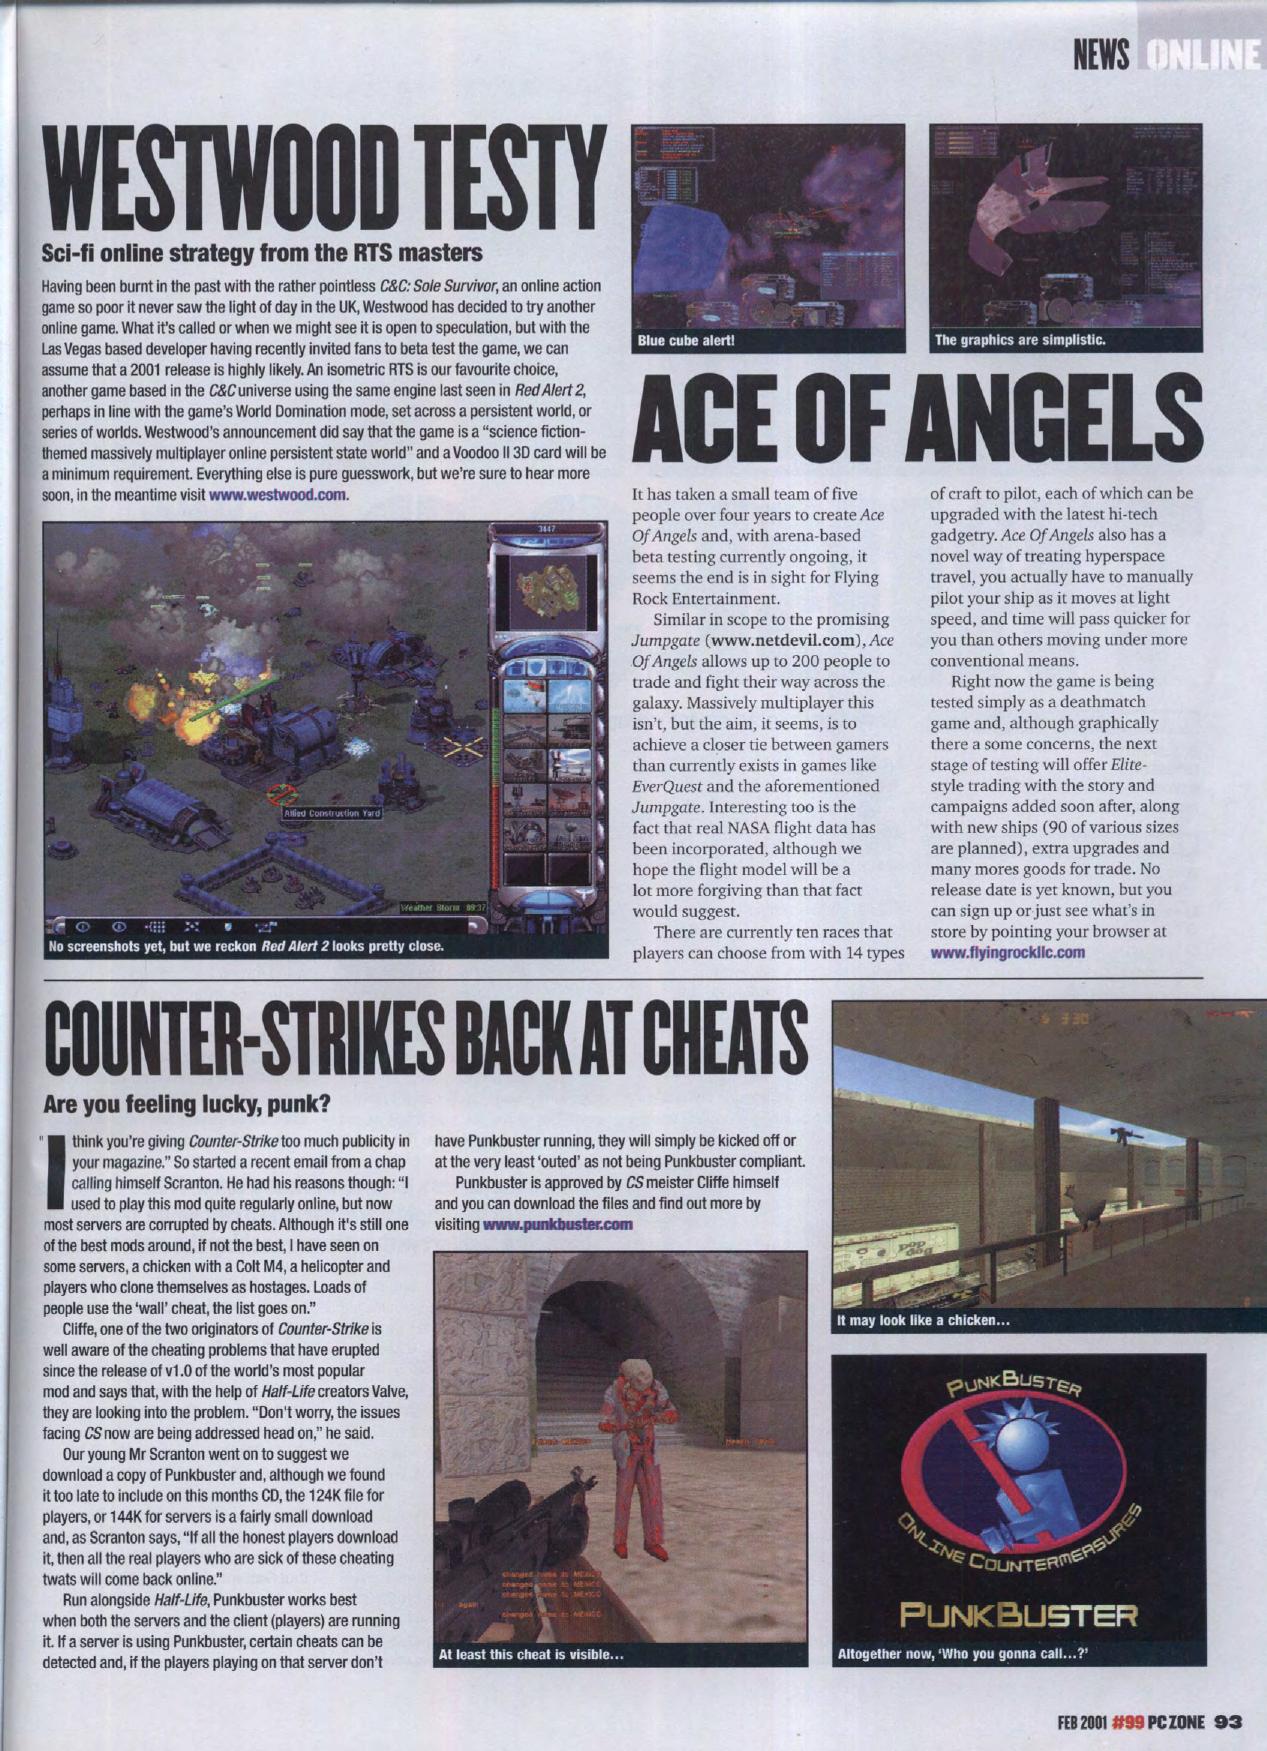 NEWS ONLINE
WESTWOOD TESTY
Sci-fi online strategy from the RTS masters
Having been burnt in the past with the rather pointless C&C: Sole Survivor, an online action
game so poor it never saw the light of day in the UK, Westwood has decided to try another
online game. What it's called or when we might see it is open to speculation, but with the
Las Vegas based developer having recently invited fans to beta test the game, we can
assume that a 2001 release is highly likely. An isometric RTS is our favourite choice,
another game based in the C&C universe using the same engine last seen in Red Alert 2,
perhaps in line with the game's World Domination mode, set across a persistent world, or
series of worlds. Westwood's announcement did say that the game is a “science fiction-
themed massively multiplayer online persistent state world” and a Voodoo II 3D card will be
a minimum requirement. Everything else is pure guesswork, but we're sure to hear more
soon, in the meantime visit www.westwood.com.
3447
Allied Construction Yard
Weather Storm 09:37
No screenshots yet, but we reckon Red Alert 2 looks pretty close.
Blue cube alert!
The graphics are simplistic.
ACE OF ANGELS
It has taken a small team of five
people over four years to create Ace
Of Angels and, with arena-based
beta testing currently ongoing, it
seems the end is in sight for Flying
Rock Entertainment.
Similar in scope to the promising
Jumpgate (www.netdevil.com), Ace
Of Angels allows up to 200 people to
trade and fight their way across the
galaxy. Massively multiplayer this
isn't, but the aim, it seems, is to
achieve a closer tie between gamers
than currently exists in games like
EverQuest and the aforementioned
Jumpgate. Interesting too is the
fact that real NASA flight data has
been incorporated, although we
hope the flight model will be a
lot more forgiving than that fact
would suggest.
There are currently ten races that
players can choose from with 14 types
of craft to pilot, each of which can be
upgraded with the latest hi-tech
gadgetry. Ace Of Angels also has a
novel way of treating hyperspace
travel, you actually have to manually
pilot your ship as it moves at light
speed, and time will pass quicker for
you than others moving under more
conventional means.
Right now the game is being
tested simply as a deathmatch
game and, although graphically
there a some concerns, the next
stage of testing will offer Elite-
style trading with the story and
campaigns added soon after, along
with new ships (90 of various sizes
are planned), extra upgrades and
many mores goods for trade. No
release date is yet known, but you
can sign up or just see what's in
store by pointing your browser at
www.flyingrockllc.com
COUNTER-STRIKES BACK AT CHEATS
Are you feeling lucky, punk?
"I think you're giving Counter-Strike too much publicity in
your magazine.” So started a recent email from a chap
calling himself Scranton. He had his reasons though: “I
used to play this mod quite regularly online, but now
most servers are corrupted by cheats. Although it's still one
of the best mods around, if not the best, I have seen on
some servers, a chicken with a Colt M4, a helicopter and
players who clone themselves as hostages. Loads of
people use the ‘wall’ cheat, the list goes on.”
Cliffe, one of the two originators of Counter-Strike is
well aware of the cheating problems that have erupted
since the release of v1.0 of the world's most popular
mod and says that, with the help of Half-Life creators Valve,
they are looking into the problem. “Don't worry, the issues
facing CS now are being addressed head on,” he said.
Our young Mr Scranton went on to suggest we
download a copy of Punkbuster and, although we found
it too late to include on this months CD, the 124K file for
players, or 144K for servers is a fairly small download
and, as Scranton says, “If all the honest players download
it, then all the real players who are sick of these cheating
twats will come back online.”
Run alongside Half-Life, Punkbuster works best
when both the servers and the client (players) are running
it. If a server is using Punkbuster, certain cheats can be
detected and, if the players playing on that server don't
have Punkbuster running, they will simply be kicked off or
at the very least ‘outed’ as not being Punkbuster compliant.
Punkbuster is approved by CS meister Cliffe himself
and you can download the files and find out more by
visiting www.punkbuster.com
changed name to MEXICO
changed name to MEXICO
changed name to MEXICO
again
changed name to MEXICO
At least this cheat is visible...
pop
dog
It may look like a chicken...
PUNKBUSTER
ONLINE COUNTERMEASURES
PUNKBUSTER
Altogether now, ‘Who you gonna call...?’
FEB 2001 #99 PC ZONE 93